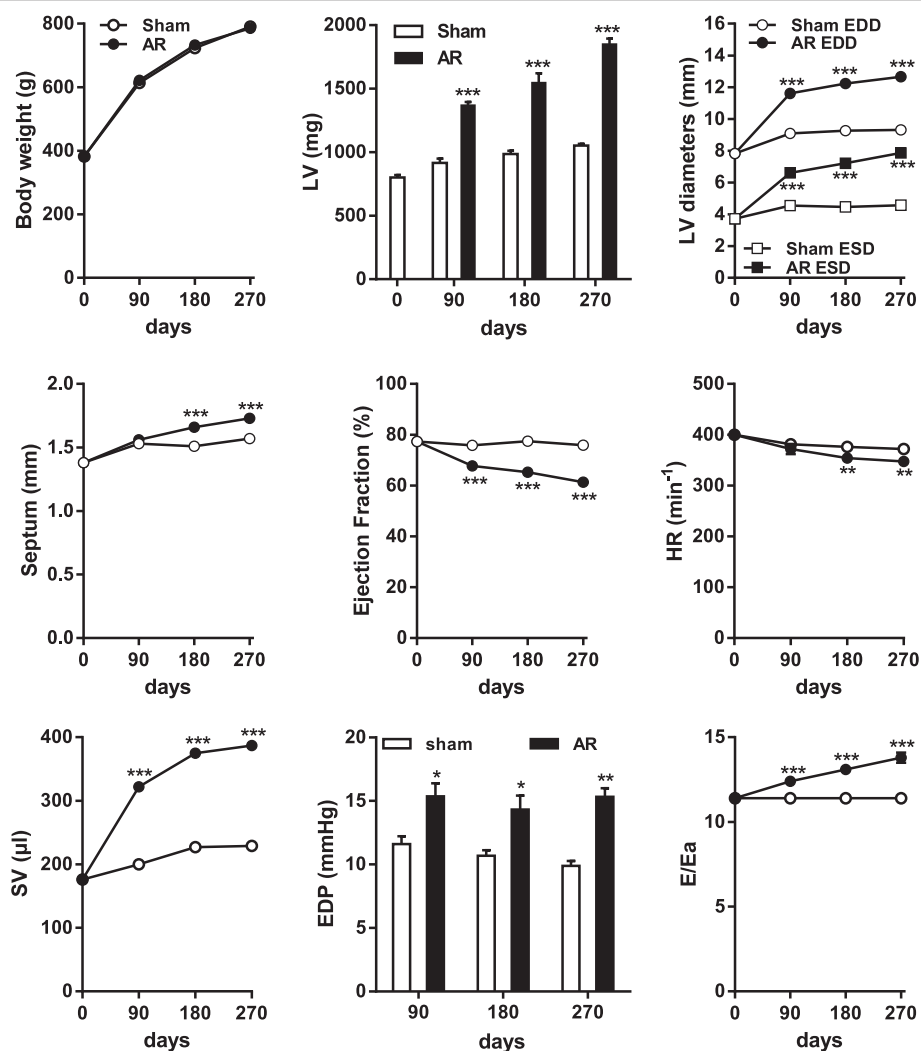 Body weight (g)
800
600
400
200
0
Sham
AR
0 90 180 270
days
LV (mg)
2000
1500
1000
500
0
Sham
AR
***
***
***
0 90 180 270
days
LV diameters (mm)
16
14
12
10
8
6
4
2
0
Sham EDD
AR EDD
***
***
***
***
***
***
Sham ESD
AR ESD
0 90 180 270
days
Septum (mm)
2.0
1.5
1.0
0.5
0.0
***
***
0 90 180 270
days
Ejection Fraction (%)
100
80
60
40
20
0
***
***
***
0 90 180 270
days
HR (min-1)
500
400
300
200
100
0
**
**
0 90 180 270
days
SV (µl)
400
300
200
100
0
***
***
***
0 90 180 270
days
EDP (mmHg)
20
15
10
5
0
sham
AR
*
*
**
90 180 270
days
E/Ea
15
10
5
0
***
***
***
0 90 180 270
days